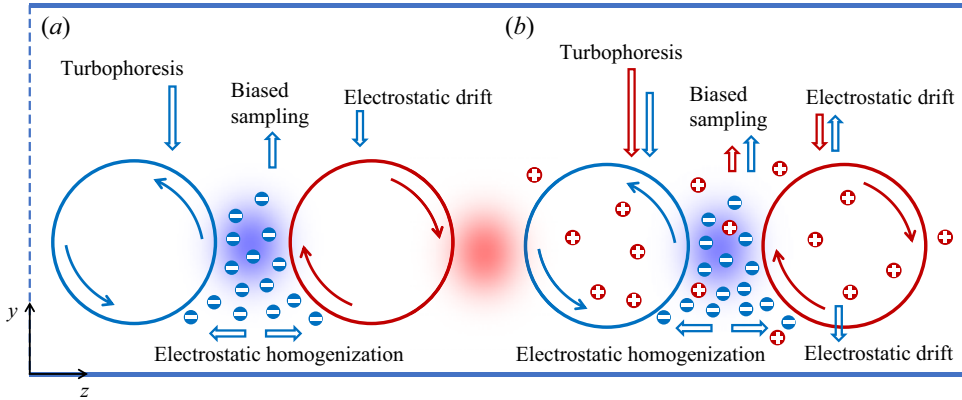 (a)
Turbophoresis
Biased
sampling
Electrostatic drift
Electrostatic homogenization
(b)
Turbophoresis
Biased
sampling
Electrostatic drift
Electrostatic homogenization
Electrostatic drift
y
z